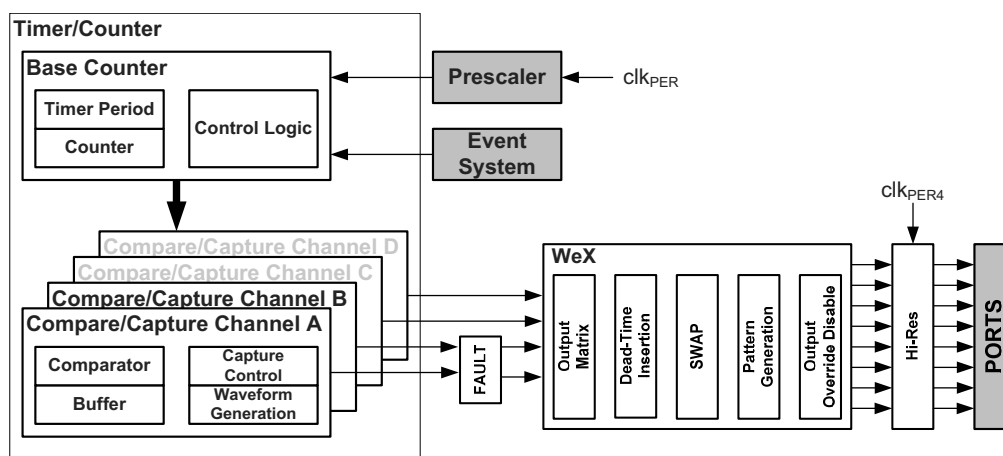 Timer/Counter
Base Counter
Timer Period
Counter
Control Logic
Prescaler
clkPER
Event
System
clkPER4
Compare/Capture Channel D
Compare/Capture Channel C
Compare/Capture Channel B
Compare/Capture Channel A
Comparator
Buffer
Capture
Control
Waveform
Generation
FAULT
WeX
Output
Matrix
Dead-Time
Insertion
SWAP
Pattern
Generation
Output
Override Disable
Hi-Res
PORTS